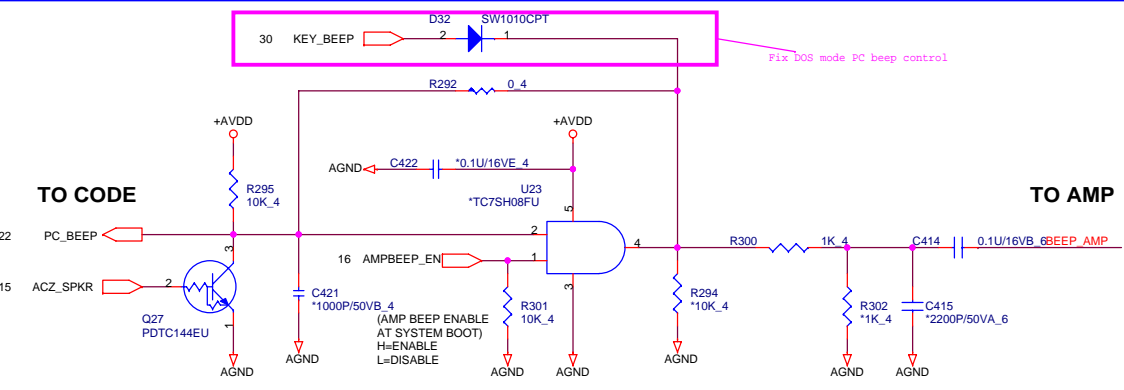 D32 SW1010CPT
30 KEY_BEEP 2 1
Fix DOS mode PC beep control
R292 0_4
+AVDD +AVDD
AGND C422 *0.1U/16VE_4
TO CODE
R295
10K_4
U23
*TC7SH08FU
TO AMP
5
22 PC_BEEP
3
2
4
R300 1K_4 C414 0.1U/16VB_6 BEEP_AMP
16 AMPBEEP_EN 1
15 ACZ_SPKR 2
3
C421
*1000P/50VB_4
R301
10K_4
R294
*10K_4
R302
*1K_4
C415
*2200P/50VA_6
Q27
PDTC144EU
1
(AMP BEEP ENABLE
AT SYSTEM BOOT)
H=ENABLE
L=DISABLE
AGND AGND AGND AGND AGND AGND AGND